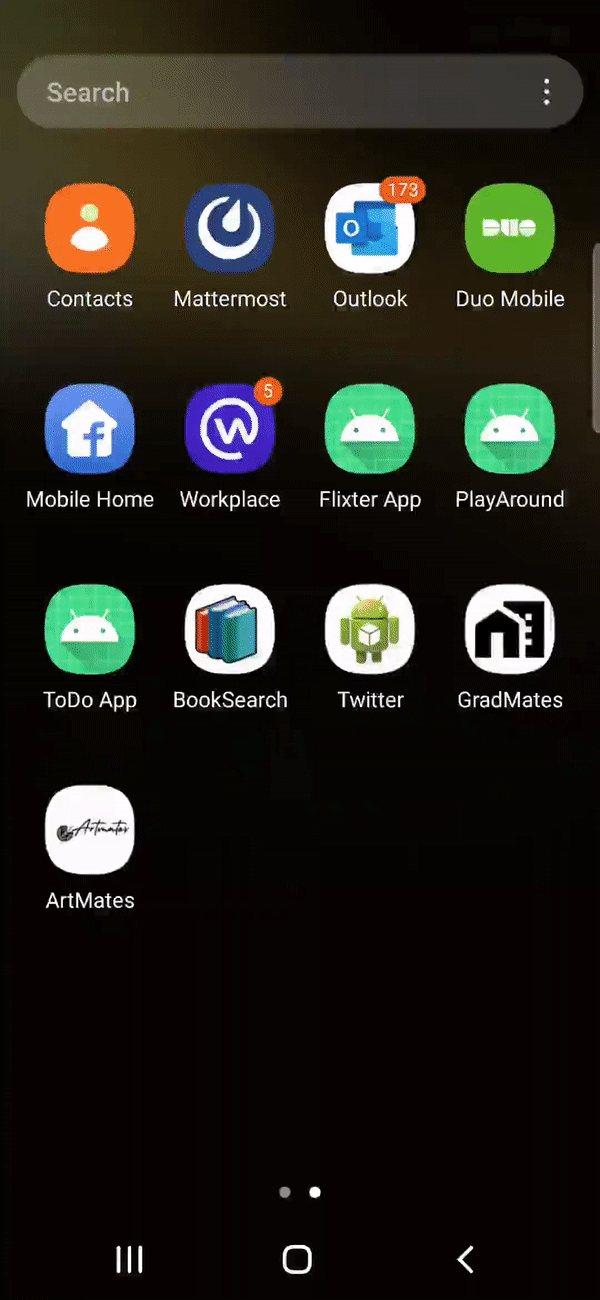 Search
173
Contacts Mattermost Outlook Duo Mobile
5
Mobile Home Workplace Flixter App PlayAround
ToDo App BookSearch Twitter GradMates
Artmates
ArtMates